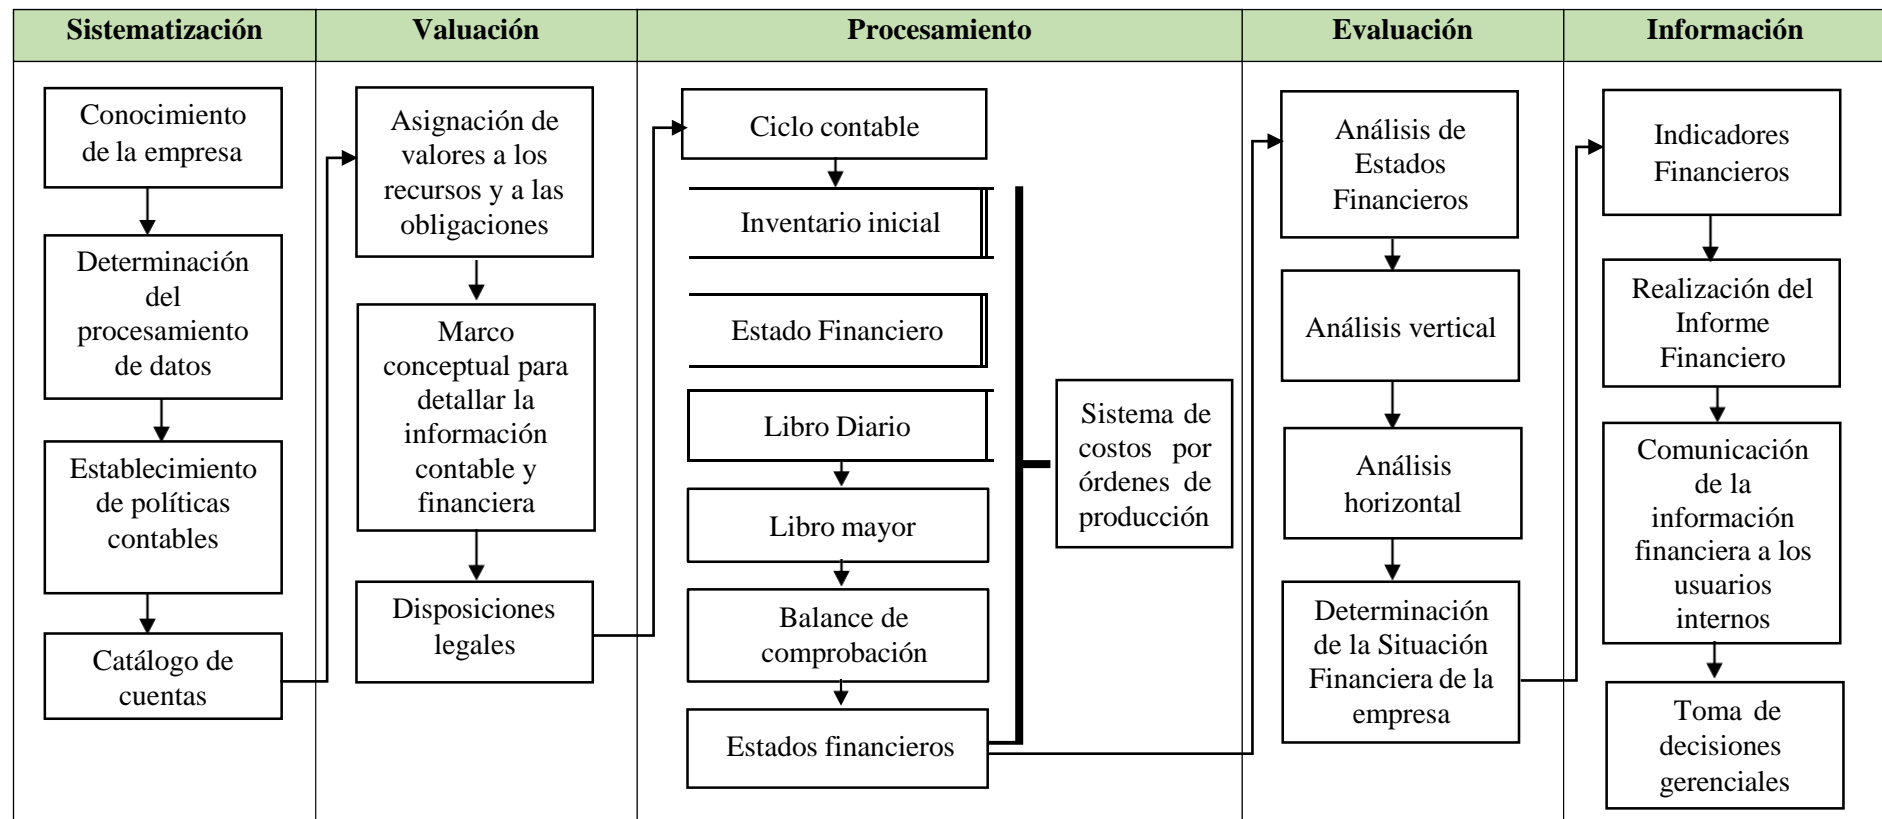 Sistematización
Valuación
Procesamiento
Evaluación
Información
Conocimiento
de la empresa
Determinación
del
procesamiento
de datos
Establecimiento
de políticas
contables
Catálogo de
cuentas
Asignación de
valores a los
recursos y a las
obligaciones
Marco
conceptual para
detallar la
información
contable y
financiera
Disposiciones
legales
Ciclo contable
Inventario inicial
Estado Financiero
Libro Diario
Libro mayor
Balance de
comprobación
Estados financieros
Sistema de
costos por
órdenes de
producción
Análisis de
Estados
Financieros
Análisis vertical
Análisis
horizontal
Determinación
de la Situación
Financiera de la
empresa
Indicadores
Financieros
Realización del
Informe
Financiero
Comunicación
de la
información
financiera a los
usuarios
internos
Toma de
decisiones
gerenciales